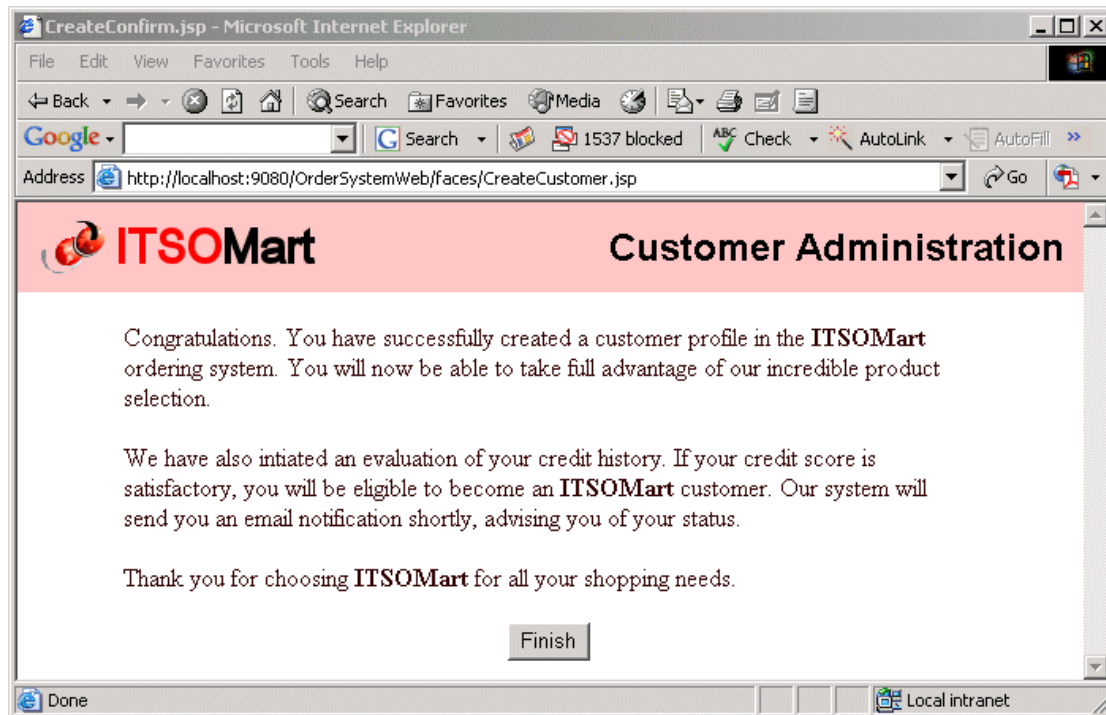 CreateConfirm.jsp - Microsoft Internet Explorer
File Edit View Favorites Tools Help
Back Search Favorites Media
Google Search 1537 blocked ABC Check AutoLink AutoFill »
Address http://localhost:9080/OrderSystemWeb/faces/CreateCustomer.jsp Go
ITSOMart Customer Administration
Congratulations. You have successfully created a customer profile in the ITSOMart
ordering system. You will now be able to take full advantage of our incredible product
selection.
We have also intiated an evaluation of your credit history. If your credit score is
satisfactory, you will be eligible to become an ITSOMart customer. Our system will
send you an email notification shortly, advising you of your status.
Thank you for choosing ITSOMart for all your shopping needs.
Finish
Done Local intranet